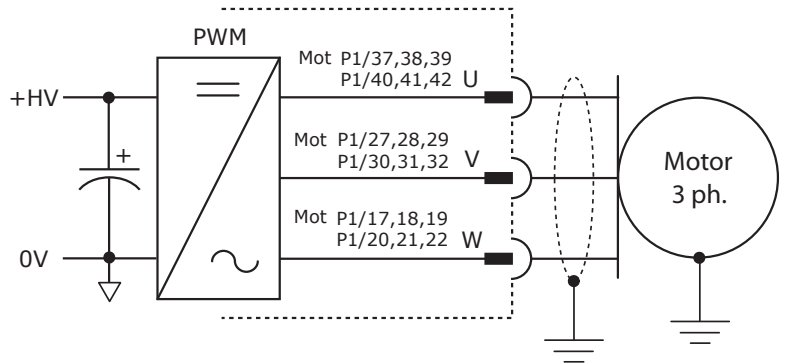 PWM
Mot P1/37,38,39
P1/40,41,42 U
+HV
Mot P1/27,28,29
P1/30,31,32 V
+
Motor
3 ph.
Mot P1/17,18,19
P1/20,21,22 W
0V